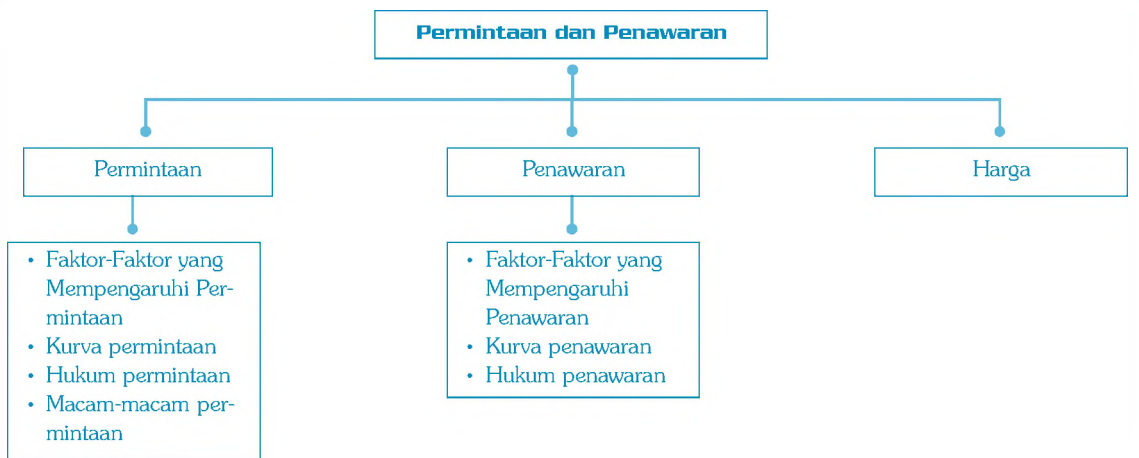 Permintaan dan Penawaran
Permintaan
Penawaran
Harga
• Faktor-Faktor yang
Mempengaruhi Per-
mintaan
• Kurva permintaan
• Hukum permintaan
• Macam-macam per-
mintaan
• Faktor-Faktor yang
Mempengaruhi
Penawaran
• Kurva penawaran
• Hukum penawaran